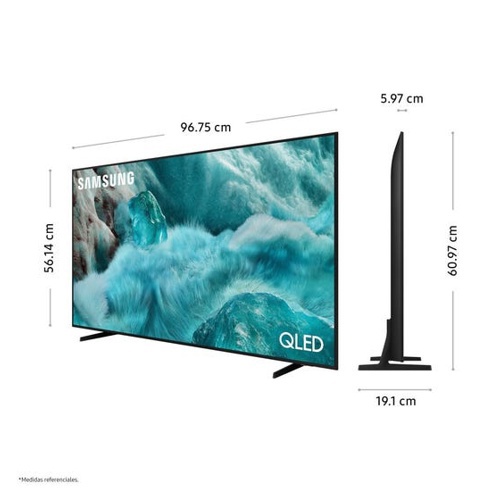 5.97 cm
96.75 cm
SAMSUNG
56.14 cm
60.97 cm
QLED
19.1 cm
*Medidas referenciales.